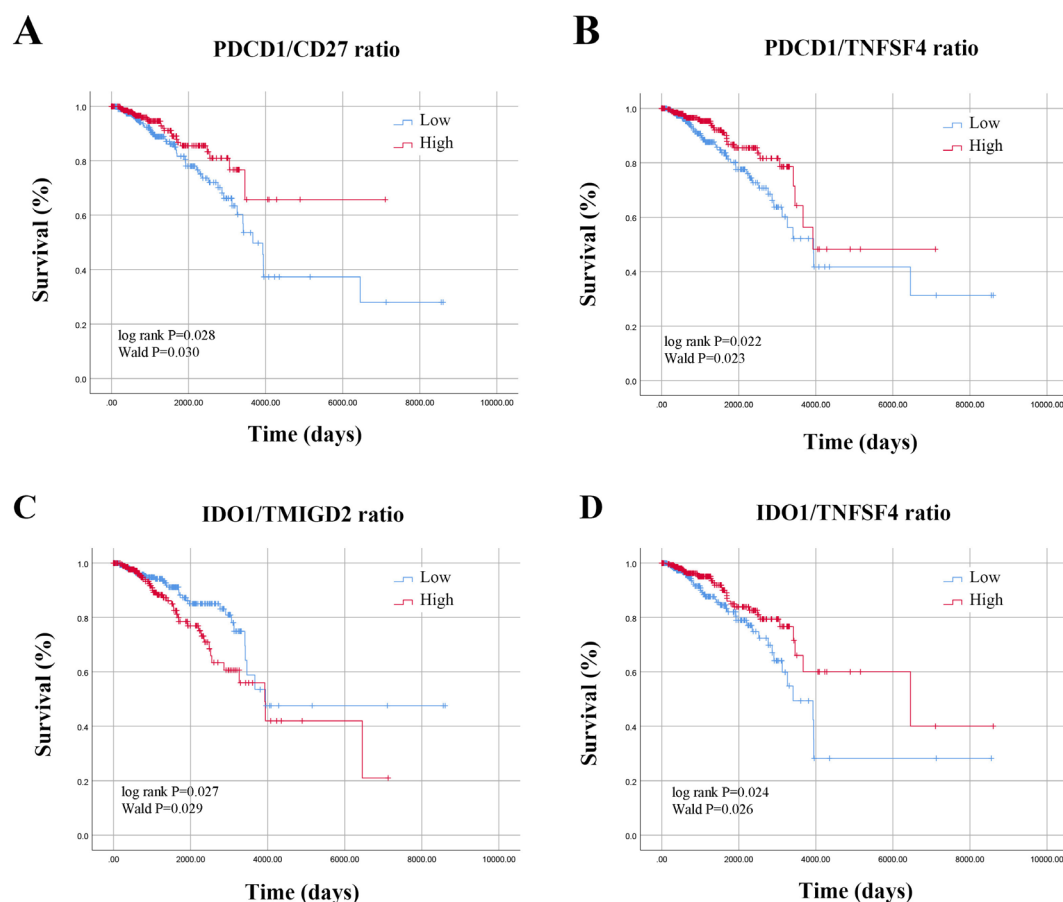 A
PDCD1/CD27 ratio
Survival (%)
1.0
0.8
0.6
0.4
0.2
0.0
Low
High
log rank P=0.028
Wald P=0.030
.00 2000.00 4000.00 6000.00 8000.00 10000.00
Time (days)
B
PDCD1/TNFSF4 ratio
Survival (%)
1.0
0.8
0.6
0.4
0.2
0.0
Low
High
log rank P=0.022
Wald P=0.023
.00 2000.00 4000.00 6000.00 8000.00 10000.00
Time (days)
C
IDO1/TMIGD2 ratio
Survival (%)
1.0
0.8
0.6
0.4
0.2
0.0
Low
High
log rank P=0.027
Wald P=0.029
.00 2000.00 4000.00 6000.00 8000.00 10000.00
Time (days)
D
IDO1/TNFSF4 ratio
Survival (%)
1.0
0.8
0.6
0.4
0.2
0.0
Low
High
log rank P=0.024
Wald P=0.026
.00 2000.00 4000.00 6000.00 8000.00 10000.00
Time (days)